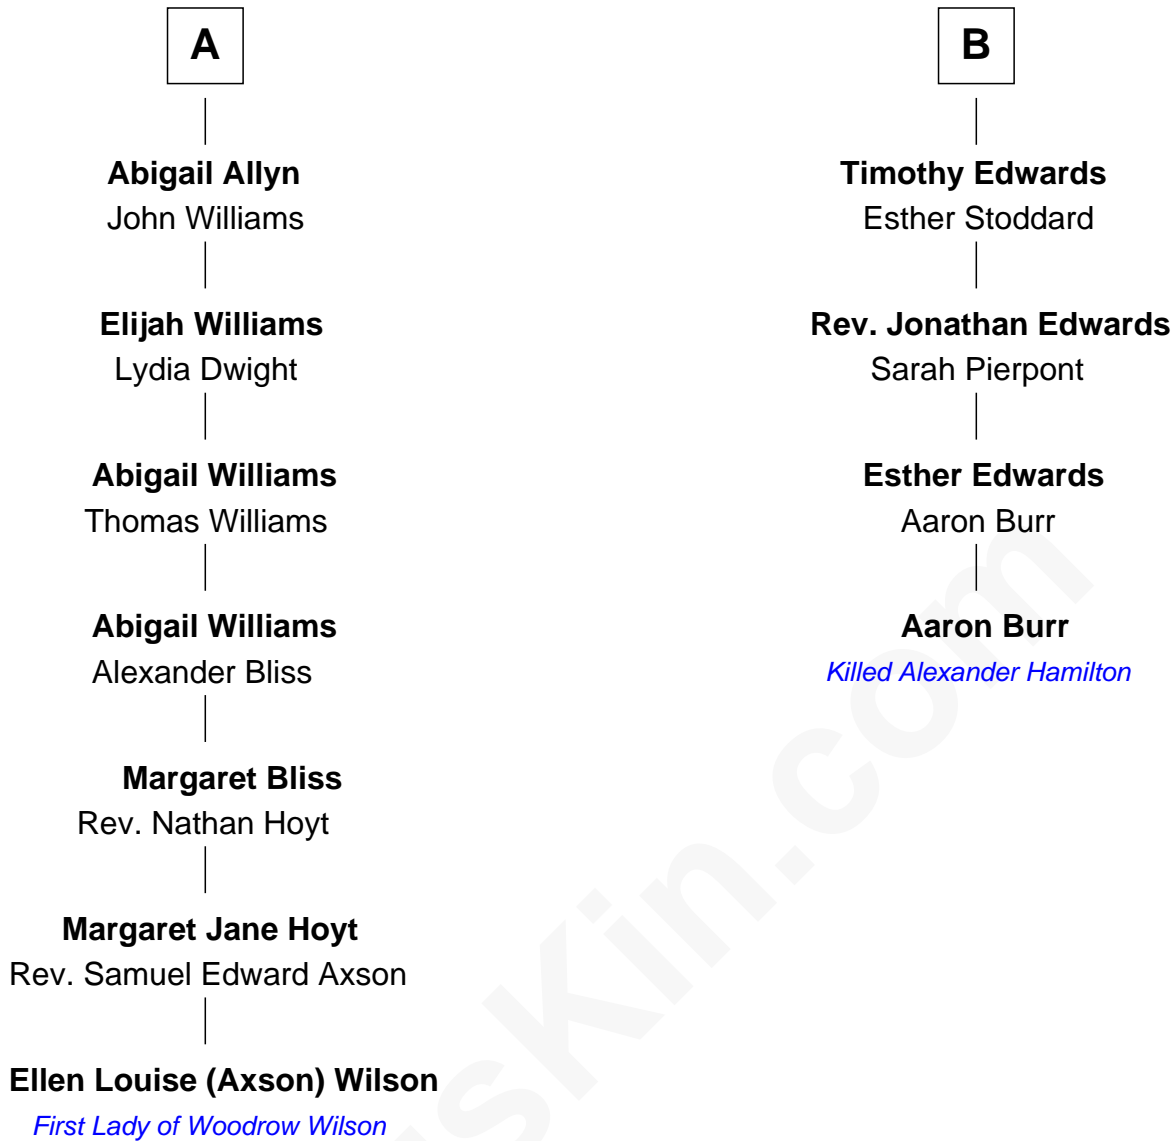 A
Abigail Allyn
John Williams
Elijah Williams
Lydia Dwight
Abigail Williams
Thomas Williams
Abigail Williams
Alexander Bliss
Margaret Bliss
Rev. Nathan Hoyt
Margaret Jane Hoyt
Rev. Samuel Edward Axson
Ellen Louise (Axson) Wilson
First Lady of Woodrow Wilson
B
Timothy Edwards
Esther Stoddard
Rev. Jonathan Edwards
Sarah Pierpont
Esther Edwards
Aaron Burr
Aaron Burr
Killed Alexander Hamilton
sKin.com